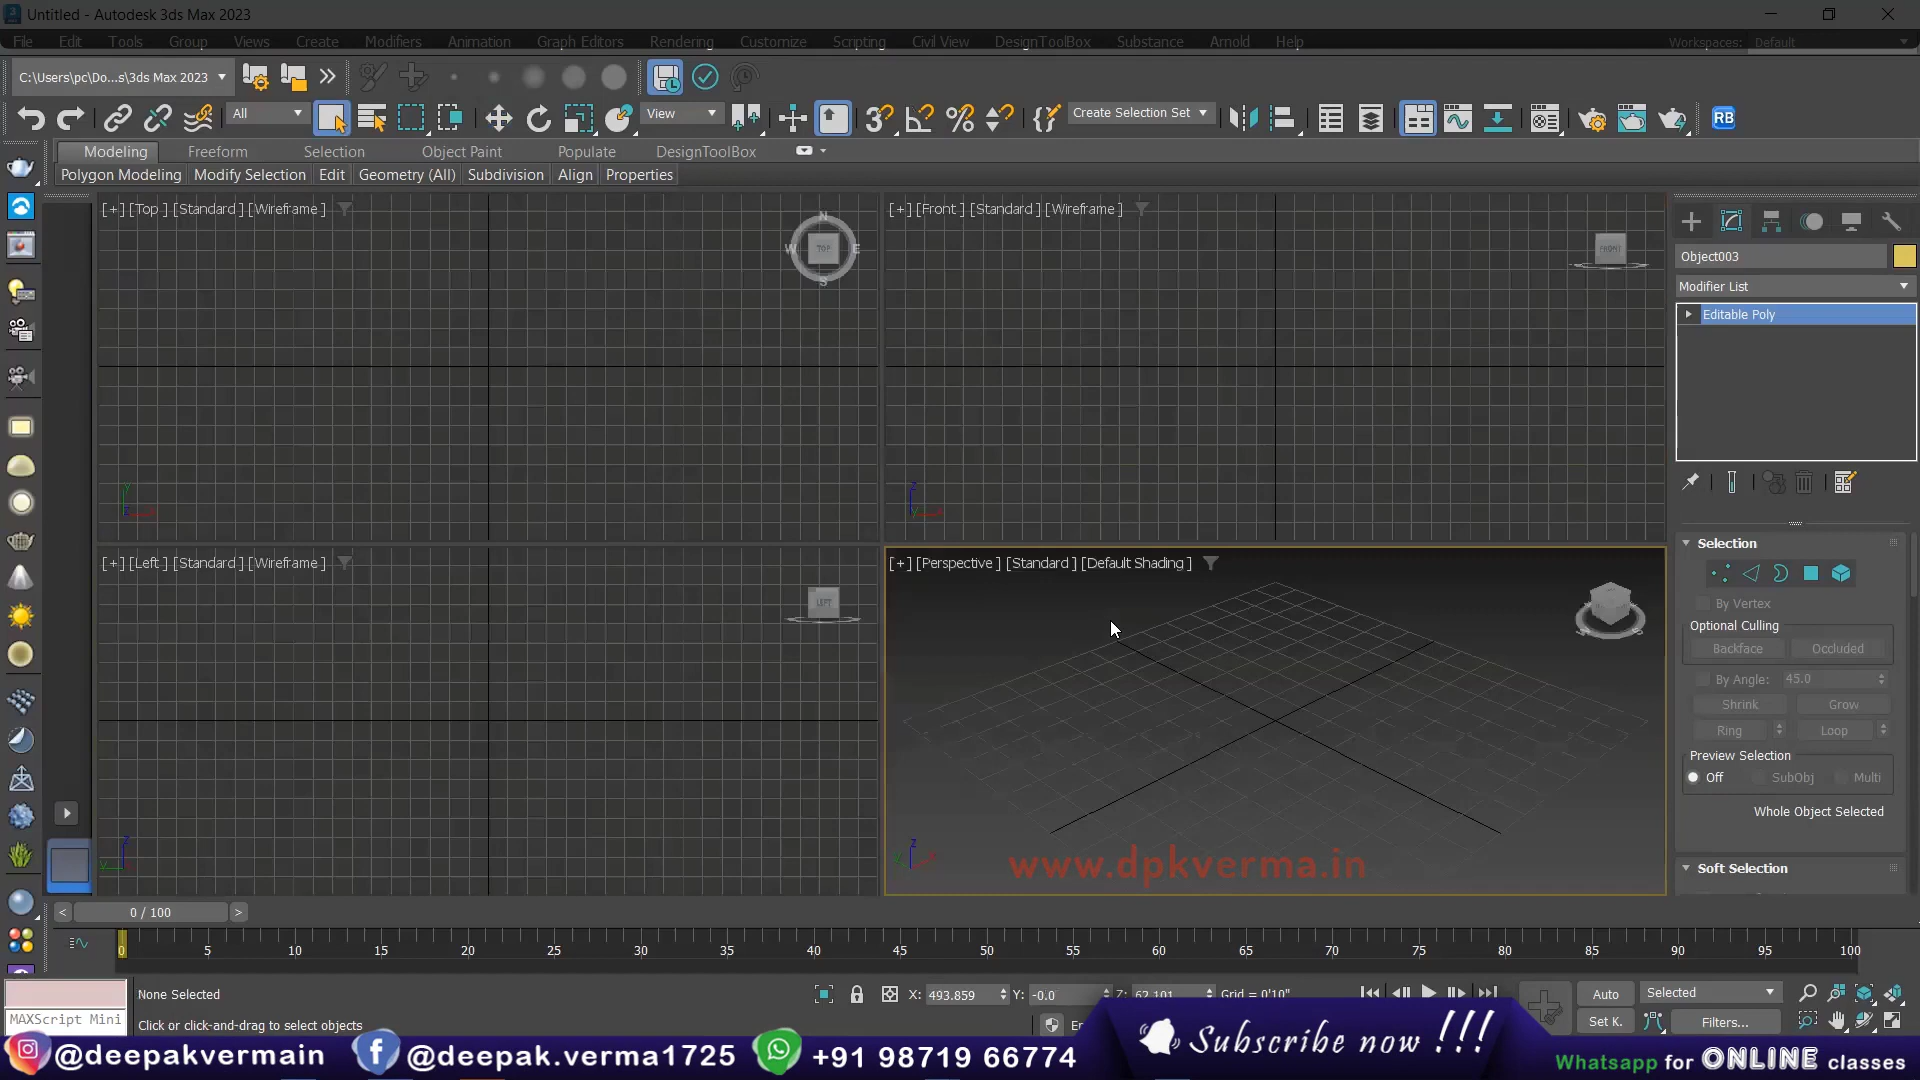 Untitled - Autodesk 3ds Max 2023
File Edit Tools Group Views Create Modifiers Animation Graph Editors Rendering Customize Scripting Civil View DesignToolBox Substance Arnold Help Workspaces: Default
C:\Users\pc\Do...s\3ds Max 2023
All View Create Selection Set RB
Modeling Freeform Selection Object Paint Populate DesignToolBox
Polygon Modeling Modify Selection Edit Geometry (All) Subdivision Align Properties
[+] [Top ] [Standard ] [Wireframe ]
[+] [Front ] [Standard ] [Wireframe ]
N
W TOP E
S
FRONT
Object003
Modifier List
Editable Poly
Selection
By Vertex
Optional Culling
Backface Occluded
By Angle: 45.0
Shrink Grow
Ring Loop
Preview Selection
Off SubObj Multi
Whole Object Selected
Soft Selection
[+] [Left ] [Standard ] [Wireframe ]
LEFT
[+] [Perspective ] [Standard ] [Default Shading ]
www.dpkverma.in
< 0 / 100 >
0 5 10 15 20 25 30 35 40 45 50 55 60 65 70 75 80 85 90 95 100
None Selected X: 493.859 Y: -0.0 Z: 62.101 Grid = 0'10" Auto Selected
MAXScript Mini Click or click-and-drag to select objects Set K. Filters...
@deepakvermain @deepak.verma1725 +91 98719 66774 Subscribe now !!! Whatsapp for ONLINE classes